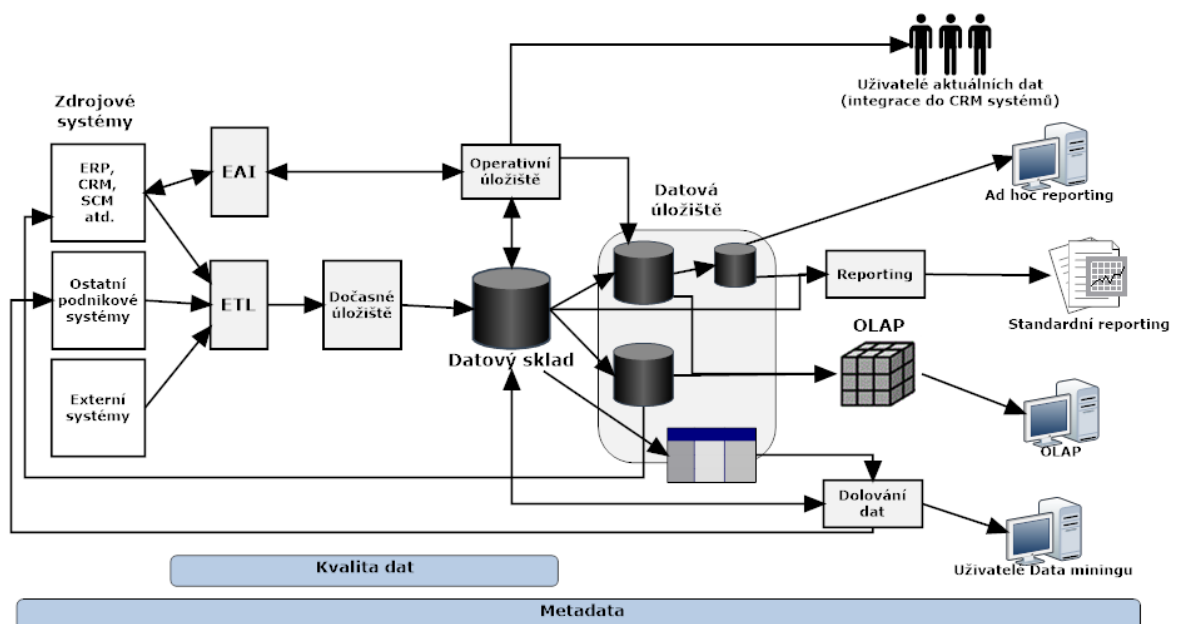 Uživatelé aktuálních dat
(integrace do CRM systémů)
Zdrojové
systémy
ERP,
CRM,
SCM
atd.
EAI
Operativní
úložiště
Datová
úložiště
Ad hoc reporting
Ostatní
podnikové
systémy
ETL
Dočasné
úložiště
Datový sklad
Reporting
Standardní reporting
OLAP
Externí
systémy
OLAP
Dolování
dat
Uživatelé Data miningu
Kvalita dat
Metadata